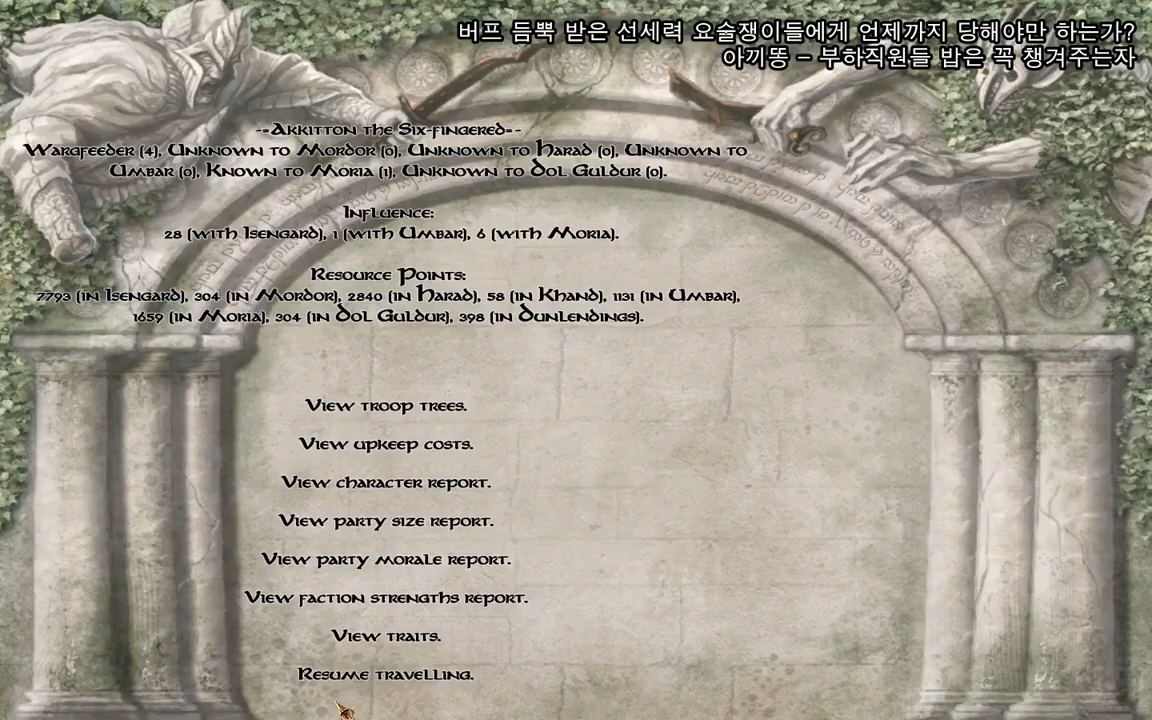 버프 듬뿍 받은 선세력 요술쟁이들에게 언제까지 당해야만 하는가?
아끼똥 - 부하직원들 밥은 꼭 챙겨주는자
-=Akkitton the Six-fingered=-
Wargfeeder (4), Unknown to Mordor (0), Unknown to Harad (0), Unknown to
Umbar (0), Known to Moria (1), Unknown to Dol Guldur (0).
Influence:
28 (with Isengard), 1 (with Umbar), 6 (with Moria).
Resource Points:
7793 (in Isengard), 304 (in Mordor), 2840 (in Harad), 58 (in Khand), 1131 (in Umbar),
1659 (in Moria), 304 (in Dol Guldur), 398 (in Dunlendings).
View troop trees.
View upkeep costs.
View character report.
View party size report.
View party morale report.
View faction strengths report.
View traits.
Resume travelling.